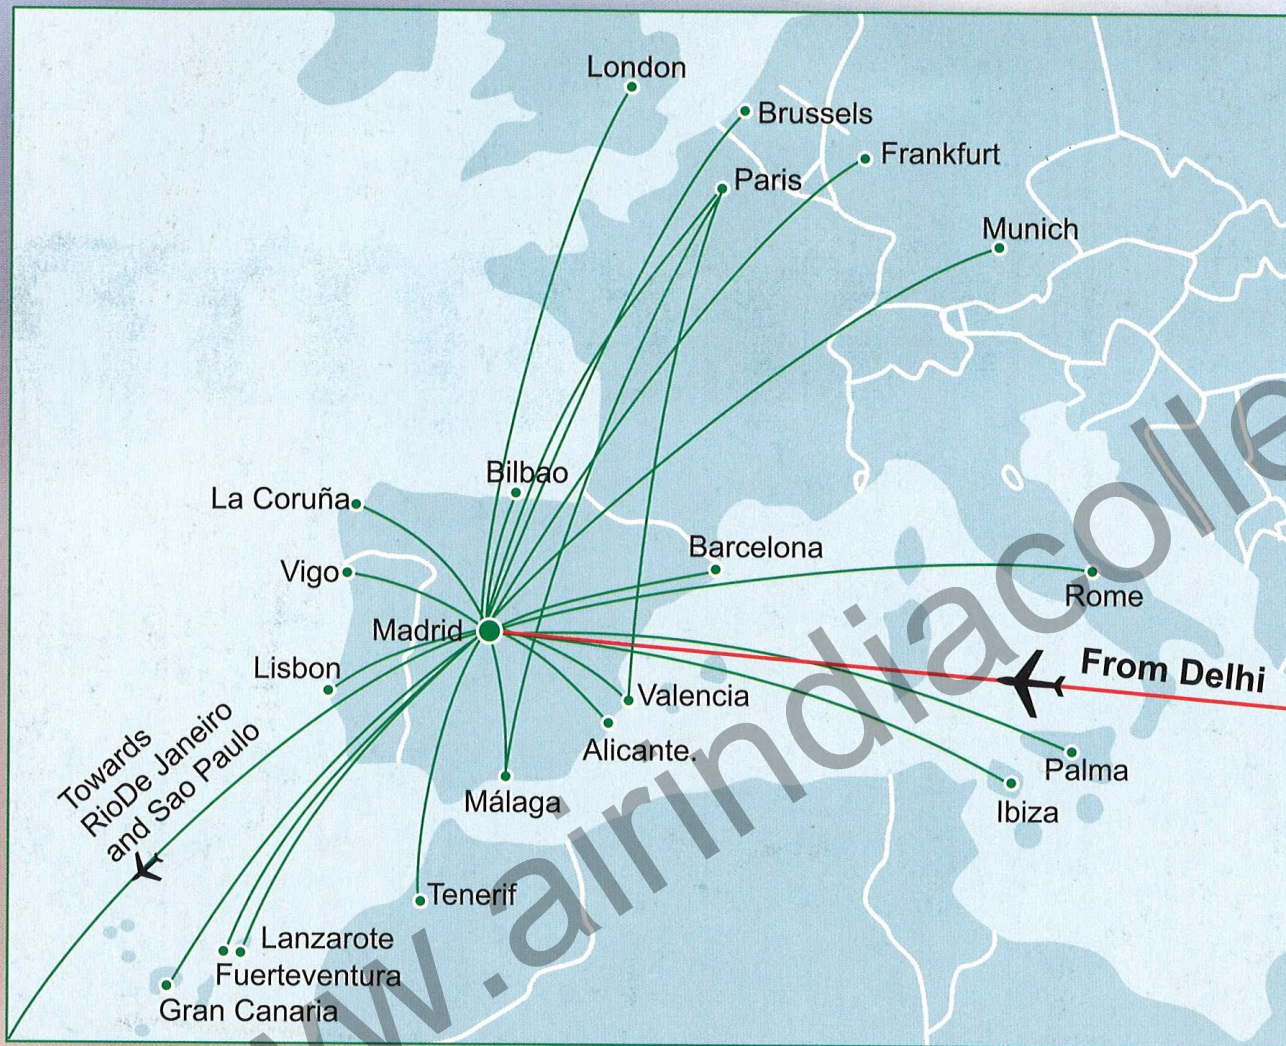 London
Brussels
Frankfurt
Paris
Munich
Bilbao
La Coruña
Barcelona
Vigo
Rome
Madrid
From Delhi
Lisbon
Valencia
Alicante.
Palma
Málaga
Ibiza
Towards
RioDe Janeiro
and Sao Paulo
Tenerif
Lanzarote
Fuerteventura
Gran Canaria
w.airindiacolle